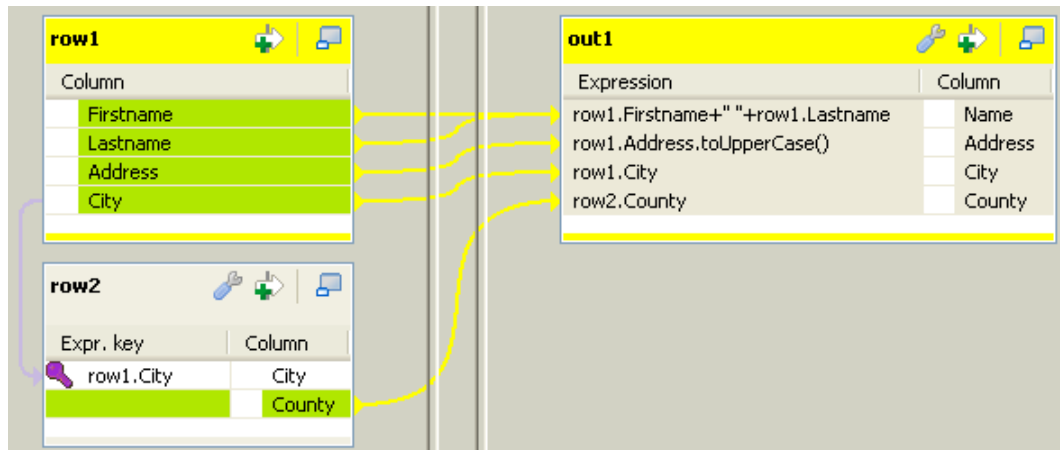 row1
Column
Firstname
Lastname
Address
City
row2
Expr. key Column
row1.City City
County
out1
Expression Column
row1.Firstname+" "+row1.Lastname Name
row1.Address.toUpperCase() Address
row1.City City
row2.County County